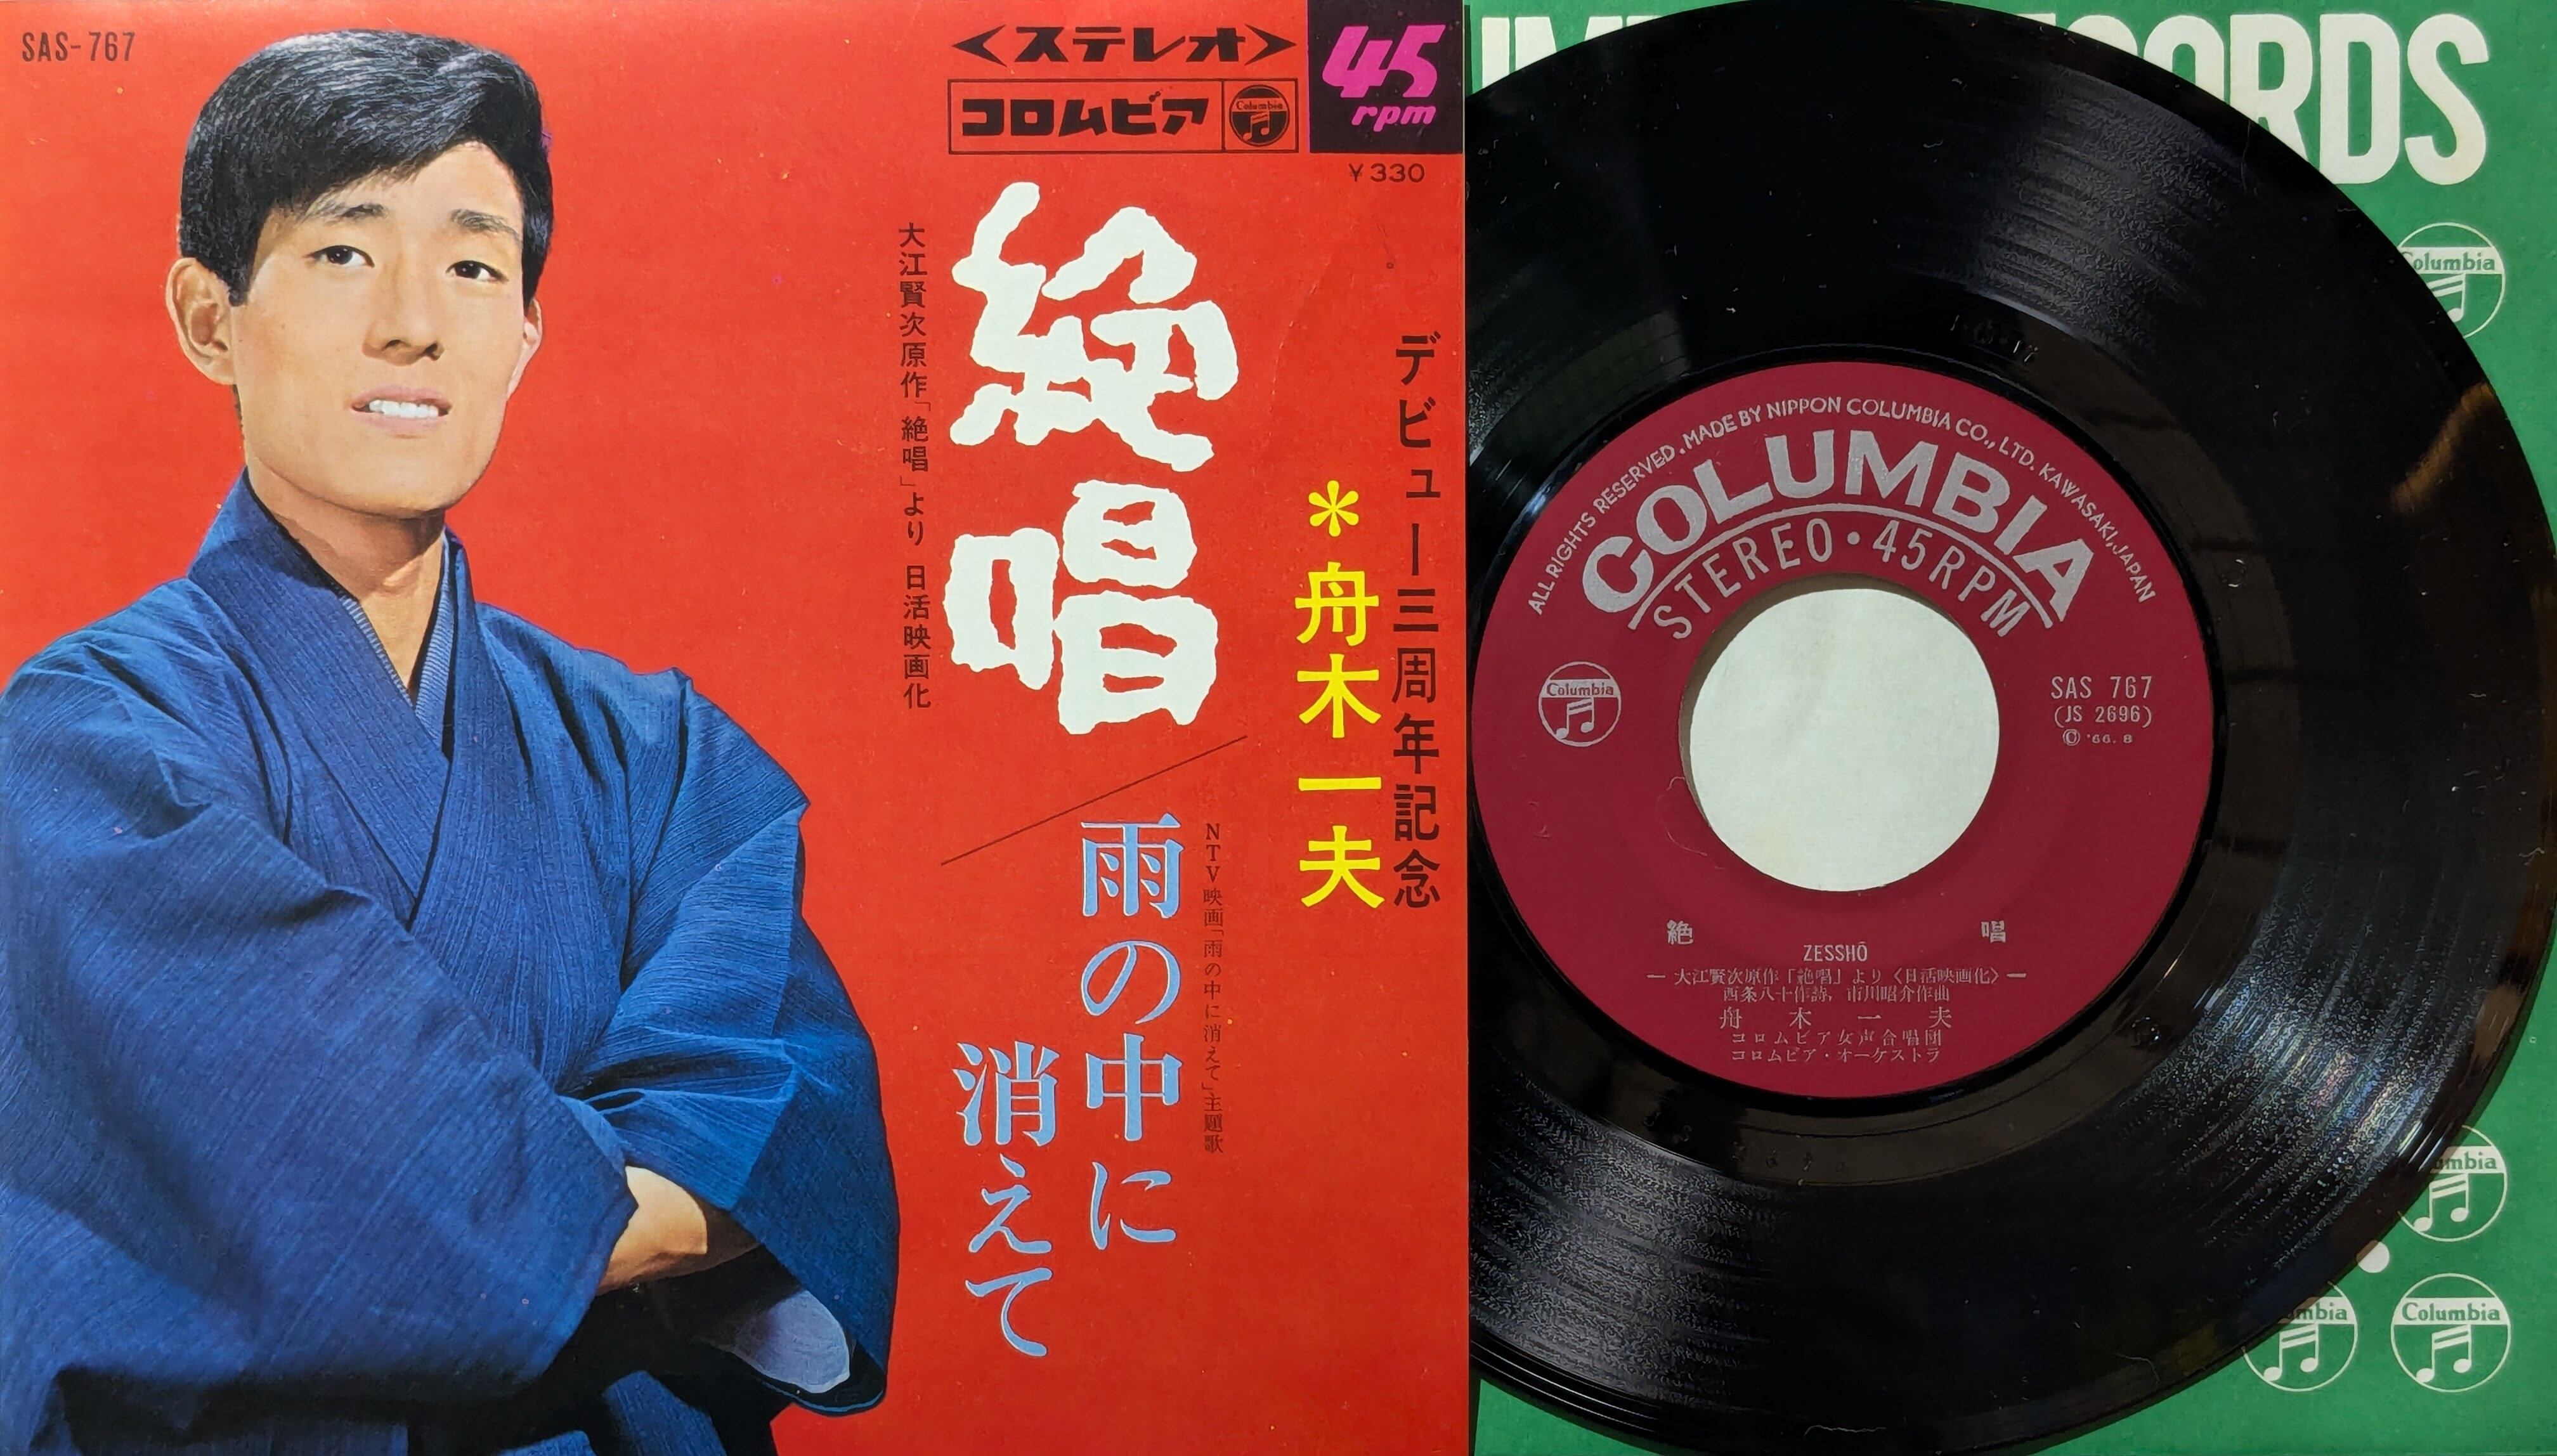 SAS-767
<ステレオ>
コロムビア
Columbia
45
rpm
¥330
デビュー三周年記念
*舟木一夫
絶唱
大江賢次原作「絶唱」より 日活映画化
NTV映画「雨の中に消えて」主題歌
雨の中に
消えて
ORDS
Columbia
ALL RIGHTS RESERVED. MADE BY NIPPON COLUMBIA CO., LTD. KAWASAKI, JAPAN
COLUMBIA
STEREO・45RPM
Columbia
SAS 767
(JS 2696)
© '66. 8
絶唱
ZESSHŌ
― 大江賢次原作「絶唱」より〈日活映画化〉―
西条八十作詩, 市川昭介作曲
舟木一夫
コロムビア女声合唱団
コロムビア・オーケストラ
mbia
mbia
Columbia